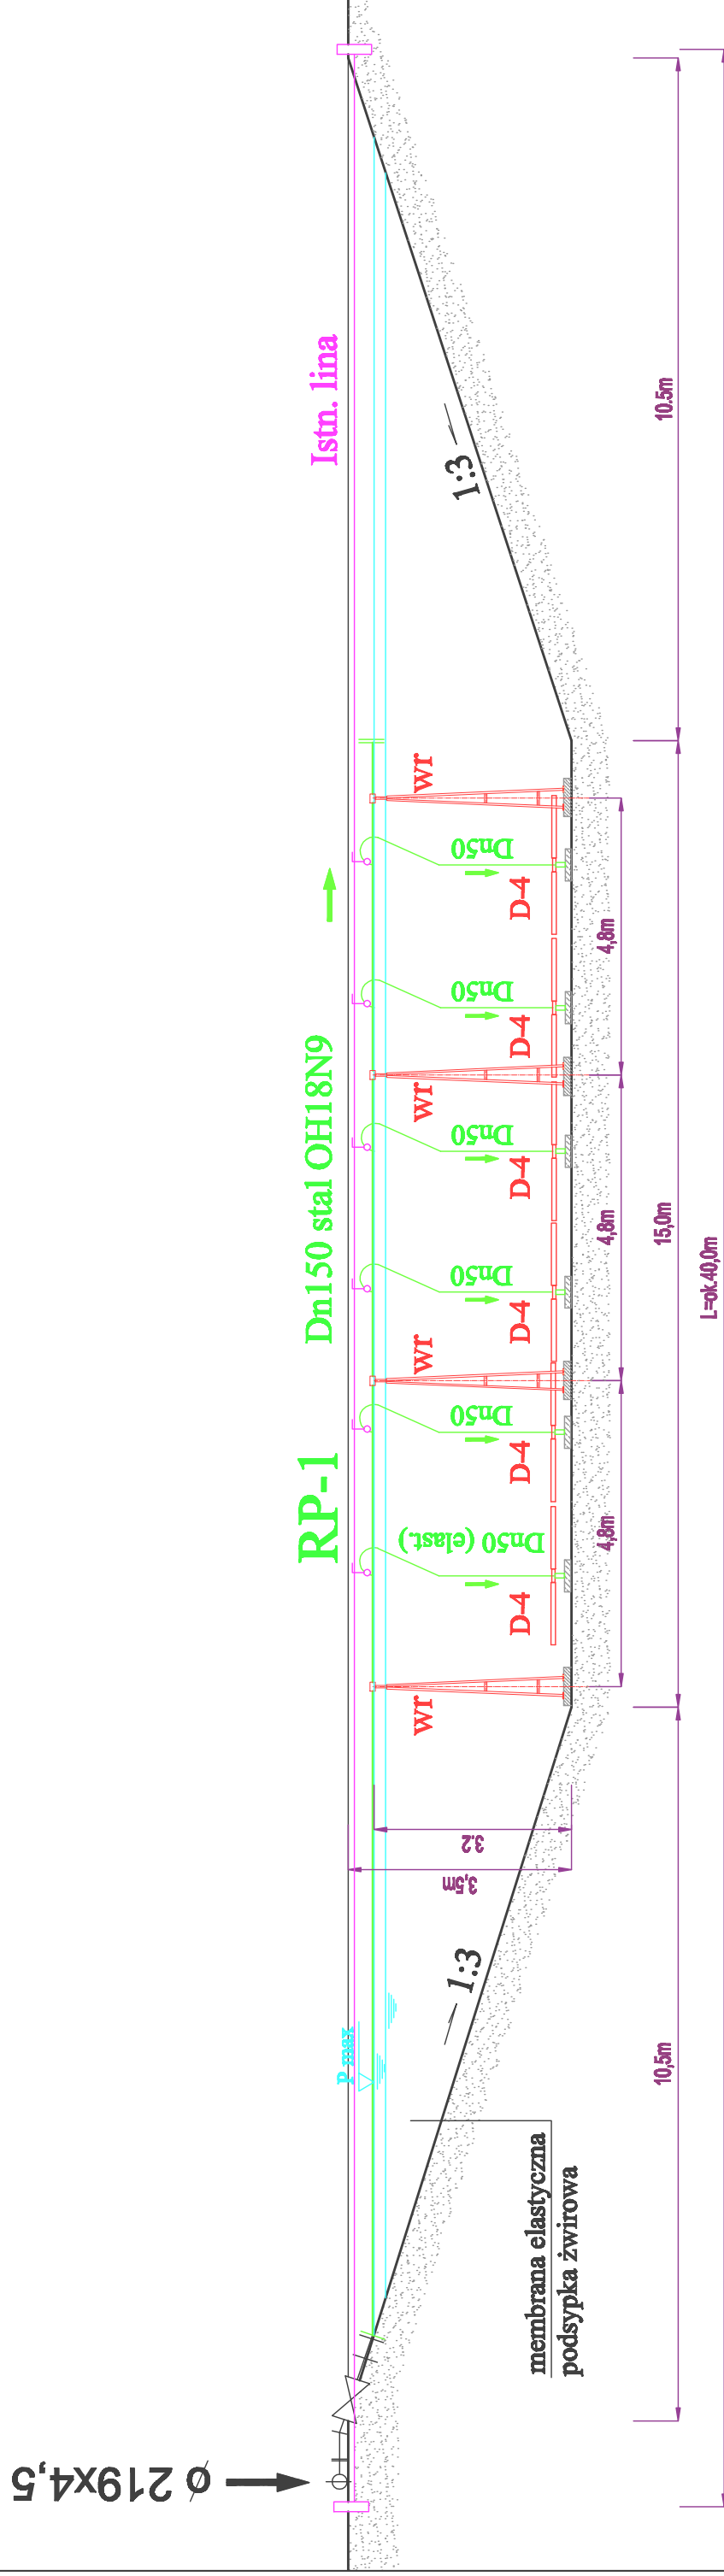 Istn. lina
1:3
10.5m
wr
Dn50
D-4
4,8m
Dn50
D-4
wr
Dn150 stal OH18N9
Dn50
D-4
4,8m
15,0m
L=ok.40,0m
Dn50
D-4
wr
Dn50
D-4
RP-1
Dn50 (elast.)
D-4
4,8m
wr
3.2
3,5m
1:3
P max
10,5m
membrana elastyczna
podsypka żwirowa
ø 219x4,5